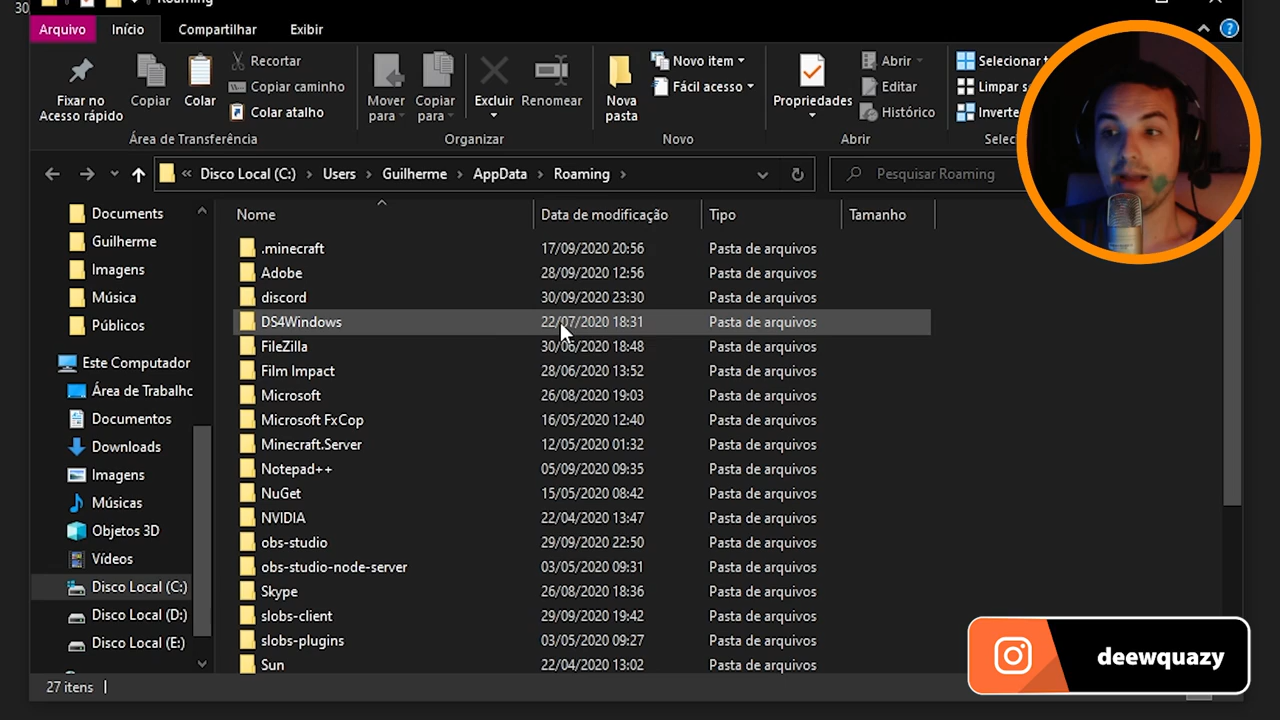 30
Roaming
Arquivo Início Compartilhar Exibir
Fixar no Acesso rápido
Copiar
Colar
Recortar
Copiar caminho
Colar atalho
Área de Transferência
Mover para
Copiar para
Excluir
Renomear
Organizar
Nova pasta
Novo item
Fácil acesso
Novo
Propriedades
Abrir
Editar
Histórico
Abrir
Selecionar t
Limpar s
Inverte
Selec
« Disco Local (C:) > Users > Guilherme > AppData > Roaming >
Pesquisar Roaming
Documents
Guilherme
Imagens
Música
Públicos
Este Computador
Área de Trabalhc
Documentos
Downloads
Imagens
Músicas
Objetos 3D
Vídeos
Disco Local (C:)
Disco Local (D:)
Disco Local (E:)
Nome Data de modificação Tipo Tamanho
.minecraft 17/09/2020 20:56 Pasta de arquivos
Adobe 28/09/2020 12:56 Pasta de arquivos
discord 30/09/2020 23:30 Pasta de arquivos
DS4Windows 22/07/2020 18:31 Pasta de arquivos
FileZilla 30/06/2020 18:48 Pasta de arquivos
Film Impact 28/06/2020 13:52 Pasta de arquivos
Microsoft 26/08/2020 19:03 Pasta de arquivos
Microsoft FxCop 16/05/2020 12:40 Pasta de arquivos
Minecraft.Server 12/05/2020 01:32 Pasta de arquivos
Notepad++ 05/09/2020 09:35 Pasta de arquivos
NuGet 15/05/2020 08:42 Pasta de arquivos
NVIDIA 22/04/2020 13:47 Pasta de arquivos
obs-studio 29/09/2020 22:50 Pasta de arquivos
obs-studio-node-server 03/05/2020 09:31 Pasta de arquivos
Skype 26/08/2020 18:36 Pasta de arquivos
slobs-client 29/09/2020 19:42 Pasta de arquivos
slobs-plugins 03/05/2020 09:27 Pasta de arquivos
Sun 22/04/2020 13:02 Pasta de arquivos
27 itens
deewquazy